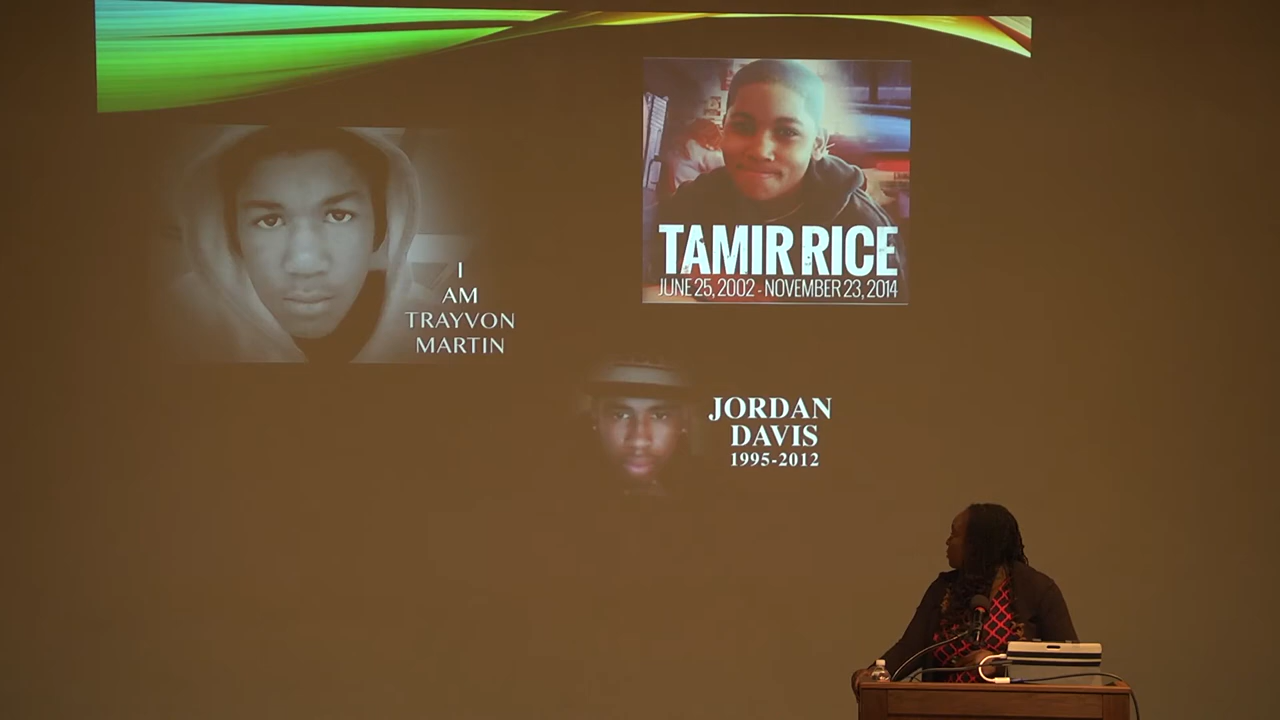 I
AM
TRAYVON
MARTIN
TAMIR RICE
JUNE 25, 2002 - NOVEMBER 23, 2014
JORDAN
DAVIS
1995-2012